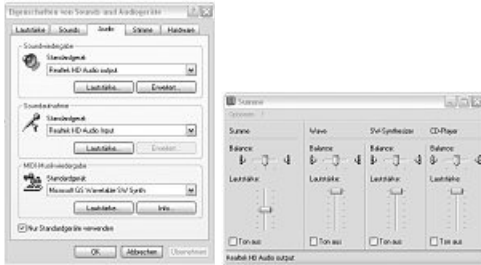 Eigenschaften von Sounds und Audiogeräte
Lautstärke Sounds Audio Stimme Hardware
Soundwiedergabe
Standardgerät:
Realtek HD Audio output
Lautstärke... Erweitert...
Soundaufnahme
Standardgerät:
Realtek HD Audio Input
Lautstärke... Erweitert...
MIDI-Musikwiedergabe
Standardgerät:
Microsoft GS Wavetable SW Synth
Lautstärke... Info...
Nur Standardgeräte verwenden
OK Abbrechen Übernehmen
Summe
Optionen ?
Summe Wave SW-Synthesizer CD-Player
Balance: Balance: Balance: Balance:
Lautstärke: Lautstärke: Lautstärke: Lautstärke:
Ton aus Ton aus Ton aus Ton aus
Realtek HD Audio output